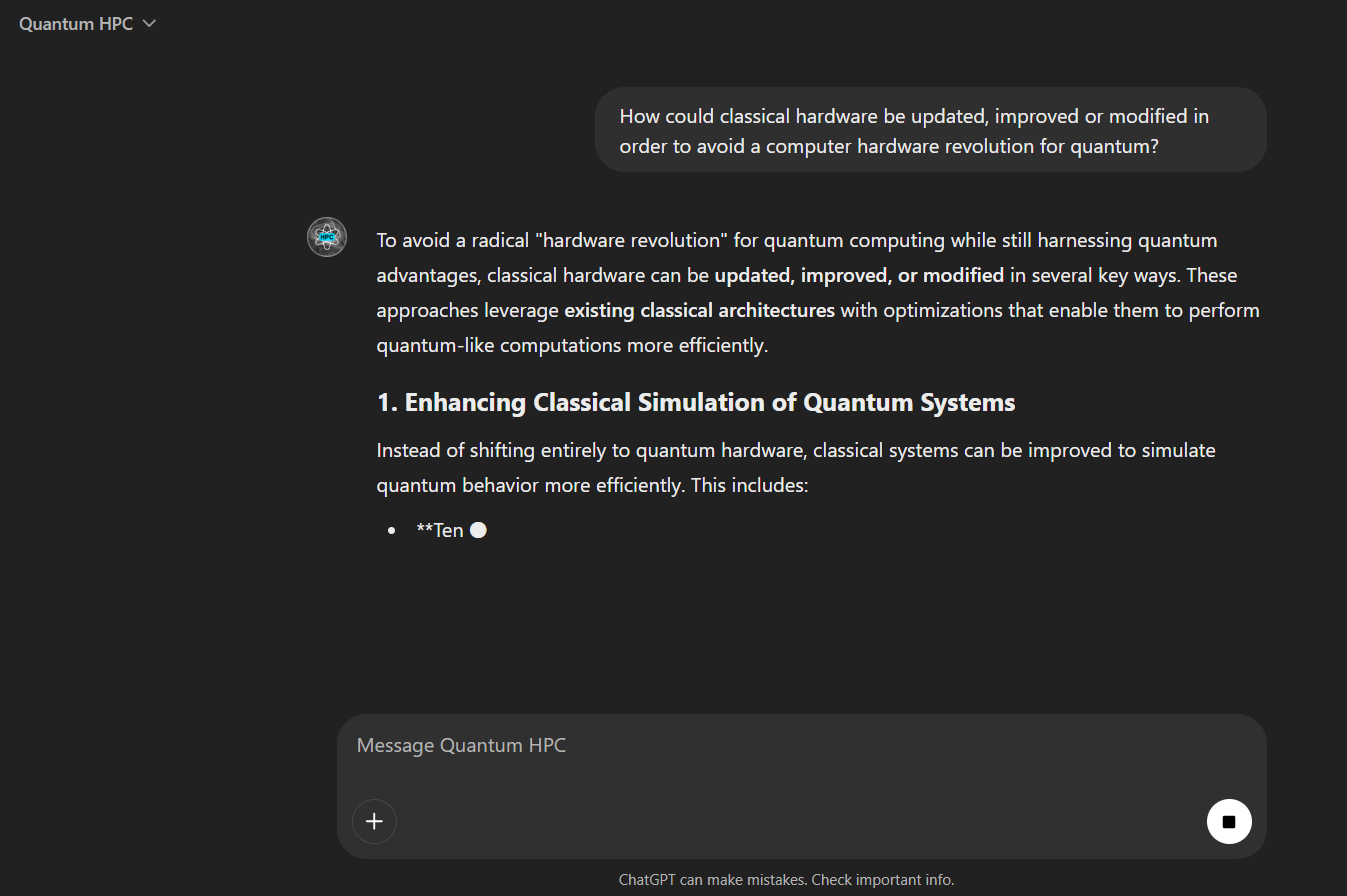 Quantum HPC
How could classical hardware be updated, improved or modified in
order to avoid a computer hardware revolution for quantum?
HPC
To avoid a radical "hardware revolution" for quantum computing while still harnessing quantum
advantages, classical hardware can be updated, improved, or modified in several key ways. These
approaches leverage existing classical architectures with optimizations that enable them to perform
quantum-like computations more efficiently.
1. Enhancing Classical Simulation of Quantum Systems
Instead of shifting entirely to quantum hardware, classical systems can be improved to simulate
quantum behavior more efficiently. This includes:
• **Ten
Message Quantum HPC
ChatGPT can make mistakes. Check important info.